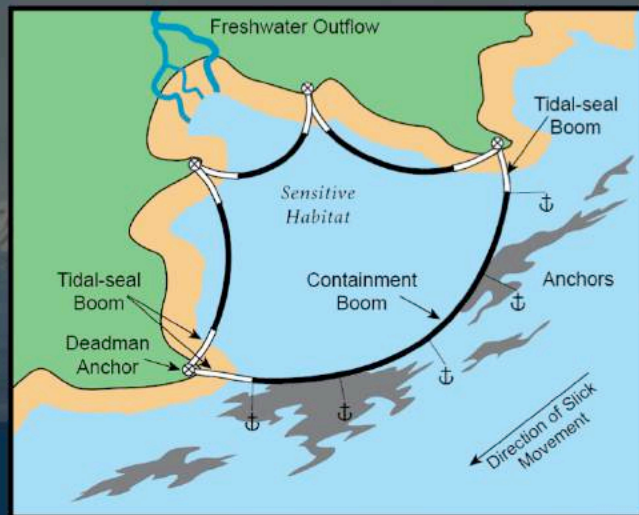 Freshwater Outflow
Tidal-seal
Boom
Sensitive
Habitat
Tidal-seal
Boom
Containment
Boom
Anchors
Deadman
Anchor
Direction of Slick
Movement